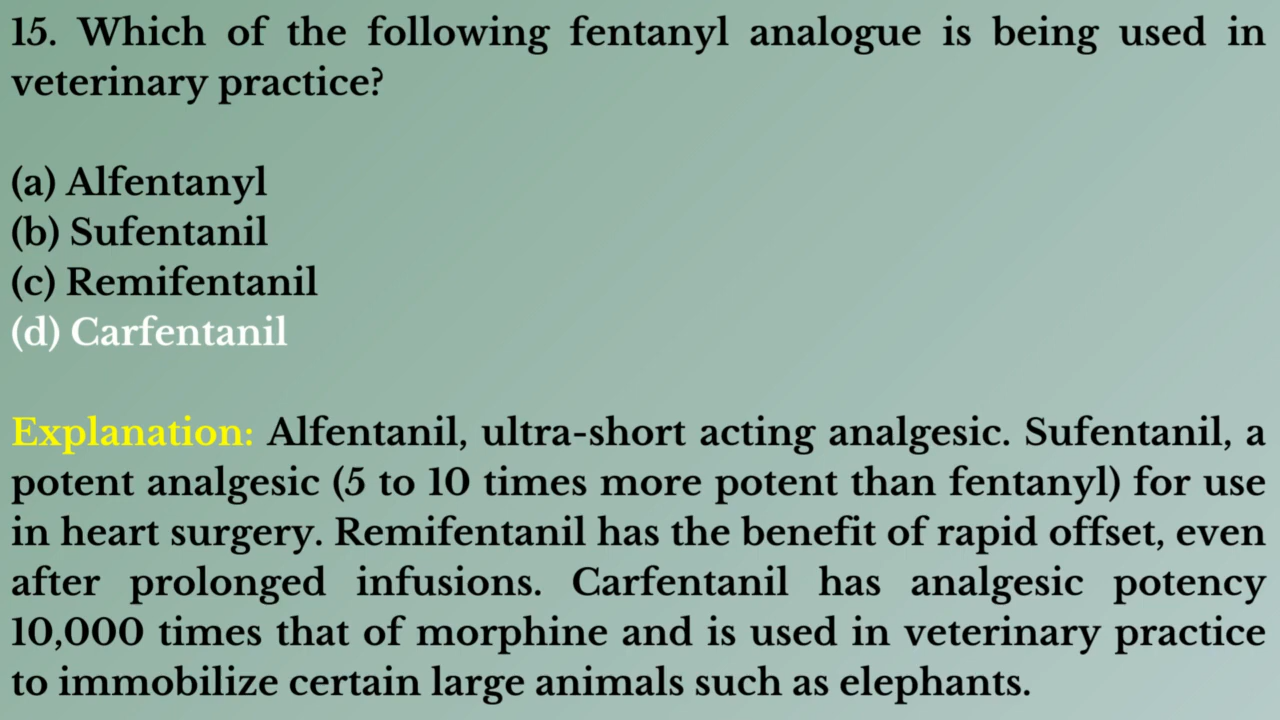 15. Which of the following fentanyl analogue is being used in
veterinary practice?
(a) Alfentanyl
(b) Sufentanil
(c) Remifentanil
(d) Carfentanil
Explanation: Alfentanil, ultra-short acting analgesic. Sufentanil, a
potent analgesic (5 to 10 times more potent than fentanyl) for use
in heart surgery. Remifentanil has the benefit of rapid offset, even
after prolonged infusions. Carfentanil has analgesic potency
10,000 times that of morphine and is used in veterinary practice
to immobilize certain large animals such as elephants.